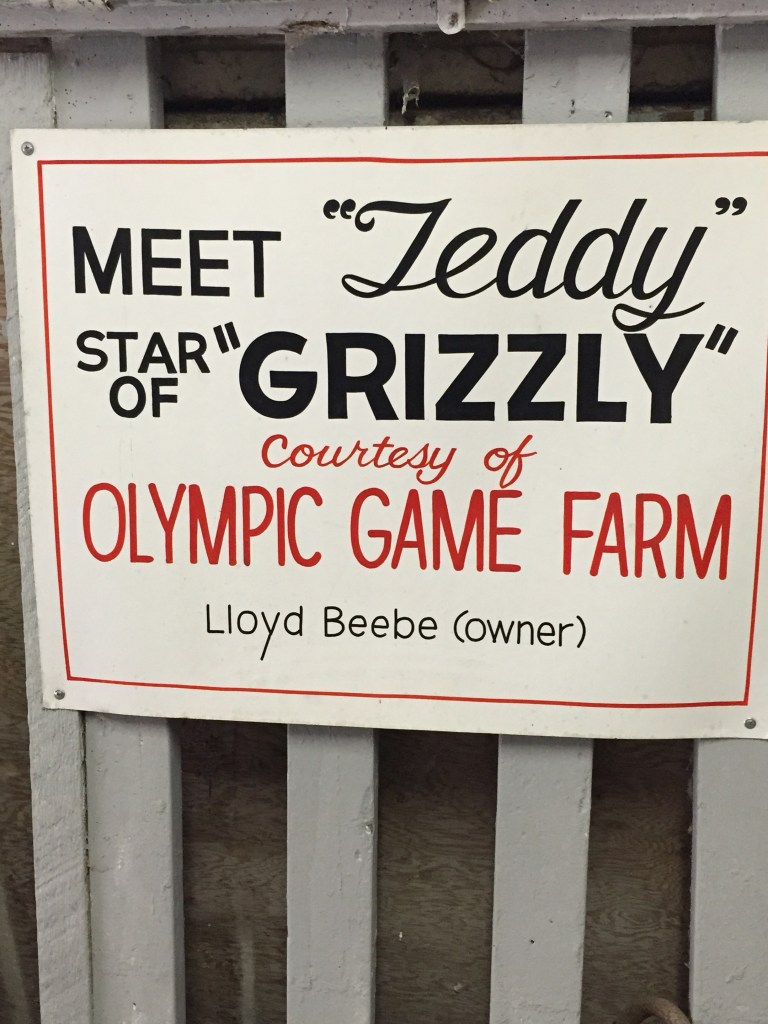 MEET “Teddy”
STAR OF "GRIZZLY"
Courtesy of
OLYMPIC GAME FARM
Lloyd Beebe (owner)